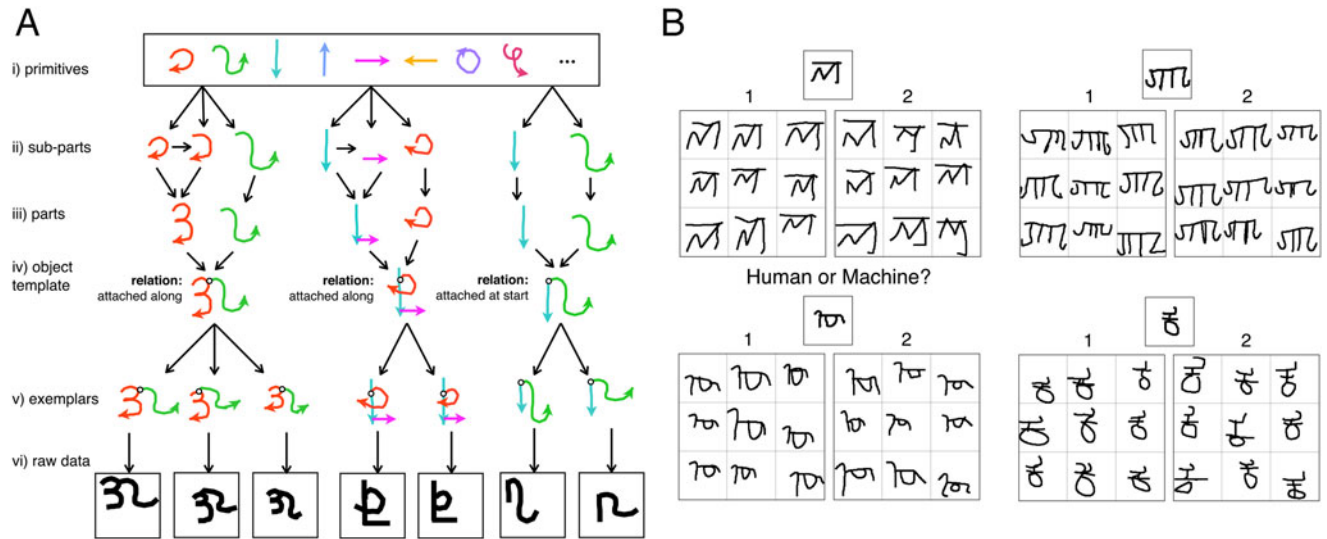 A
i) primitives
...
ii) sub-parts
iii) parts
iv) object
template
relation:
attached along
relation:
attached along
relation:
attached at start
v) exemplars
vi) raw data
B
1 2
1 2
Human or Machine?
1 2
1 2